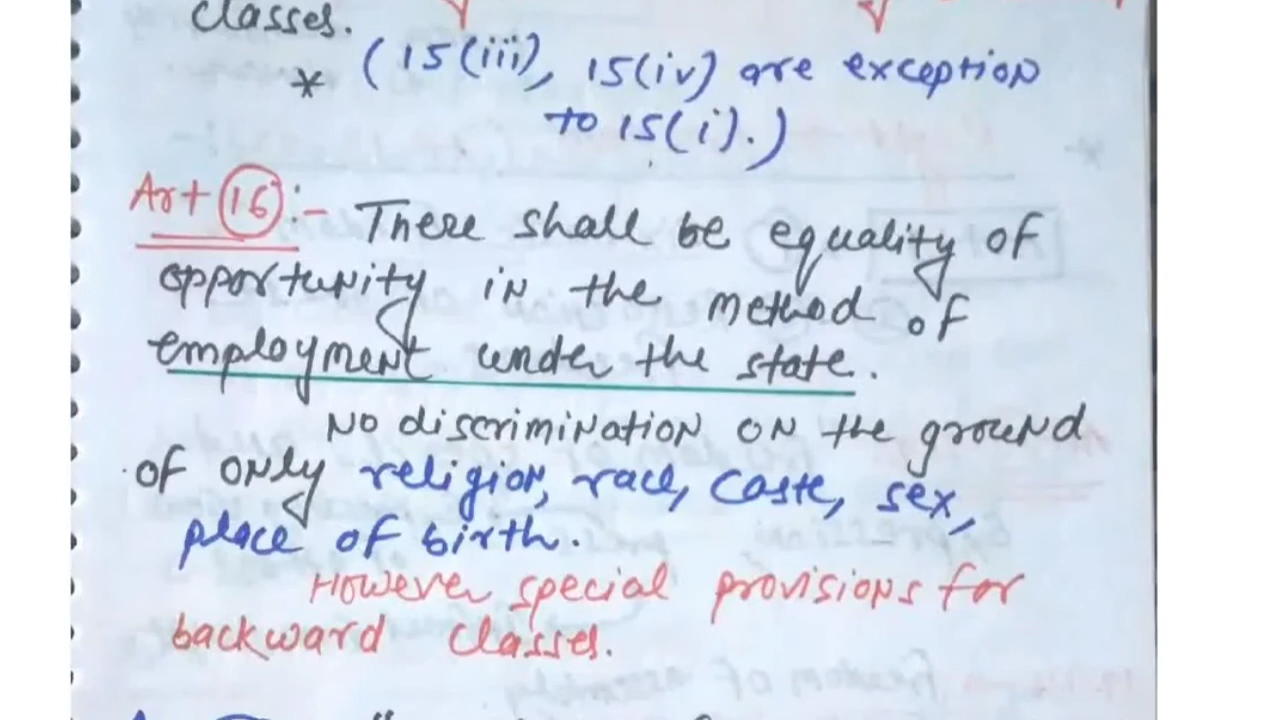 classes.
* (15(iii), 15(iv) are exception
to 15(i).)
Art 16:- There shall be equality of
opportunity in the method of
employment under the state.
No discrimination on the ground
of only religion, race, caste, sex,
place of birth.
However special provisions for
backward classes.